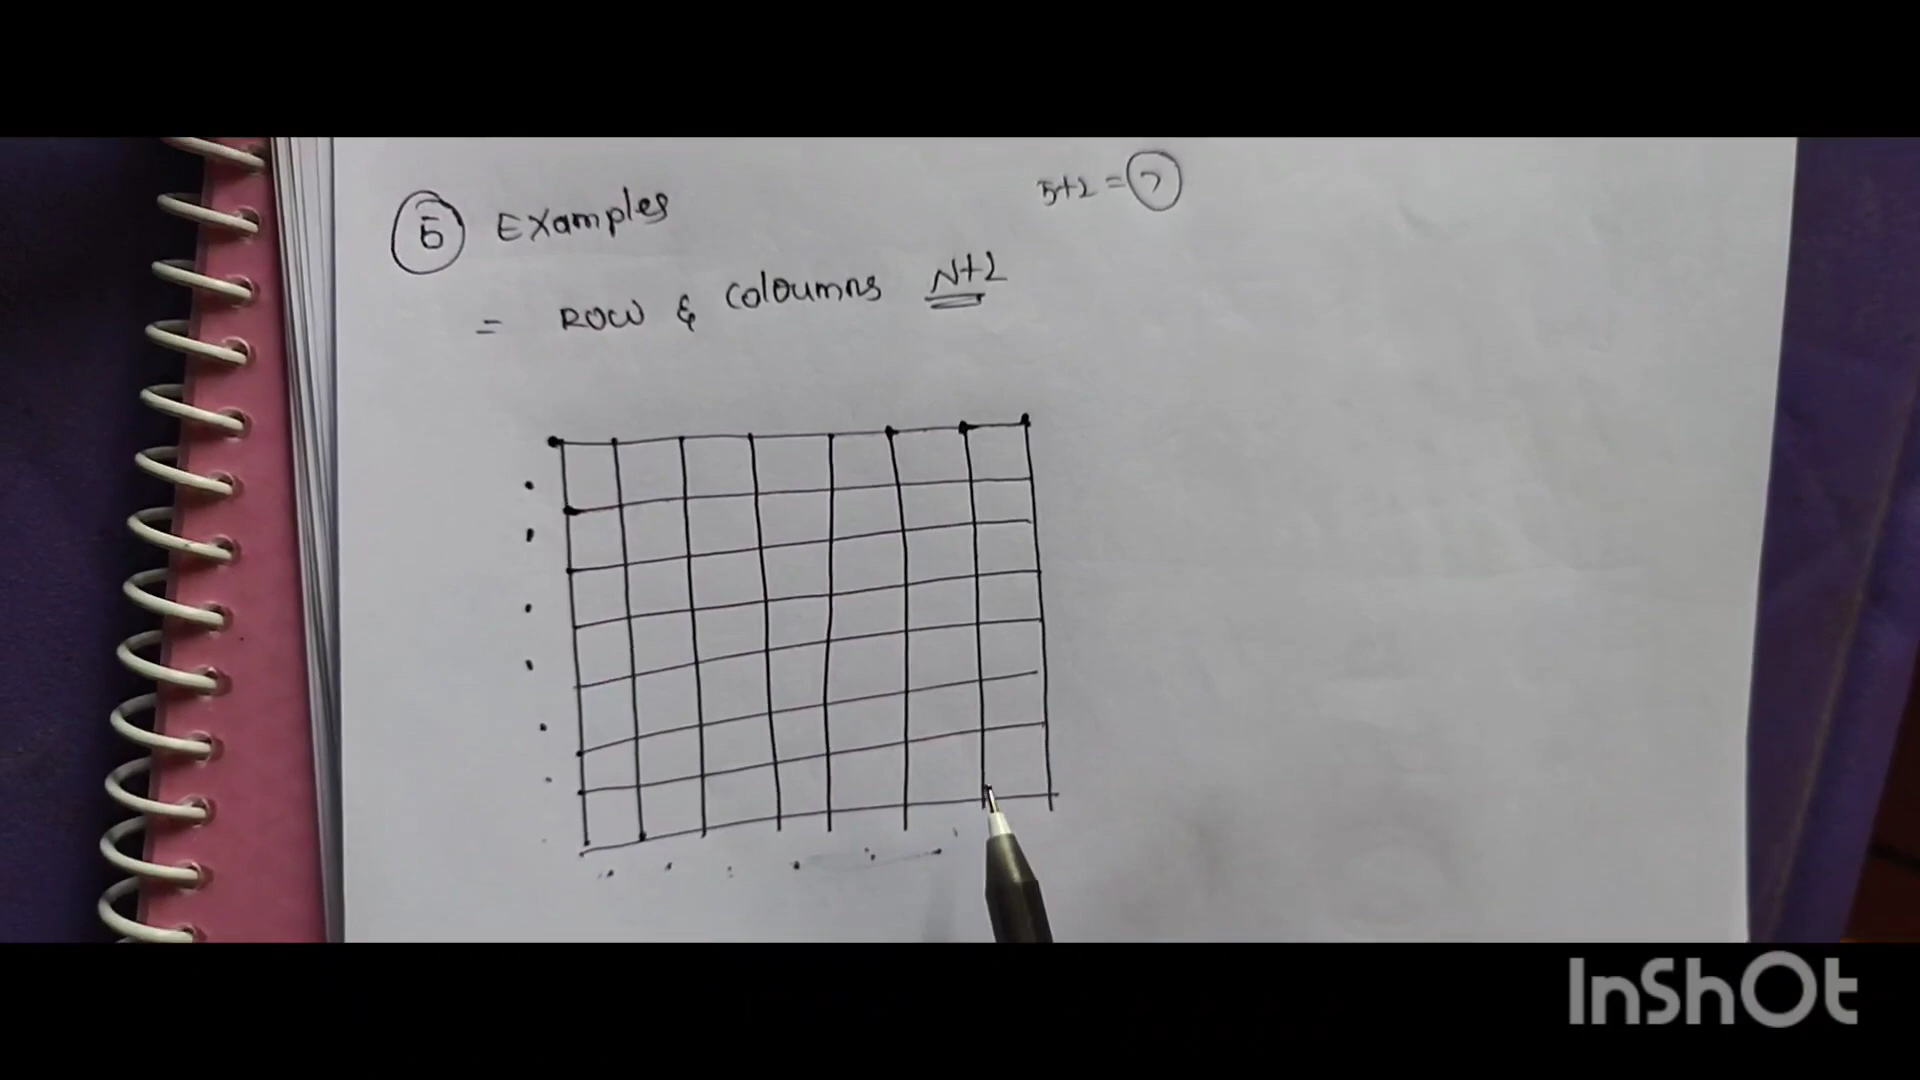 5 Examples
5+2 = 7
= ROW & coloumns N+2
InShOt